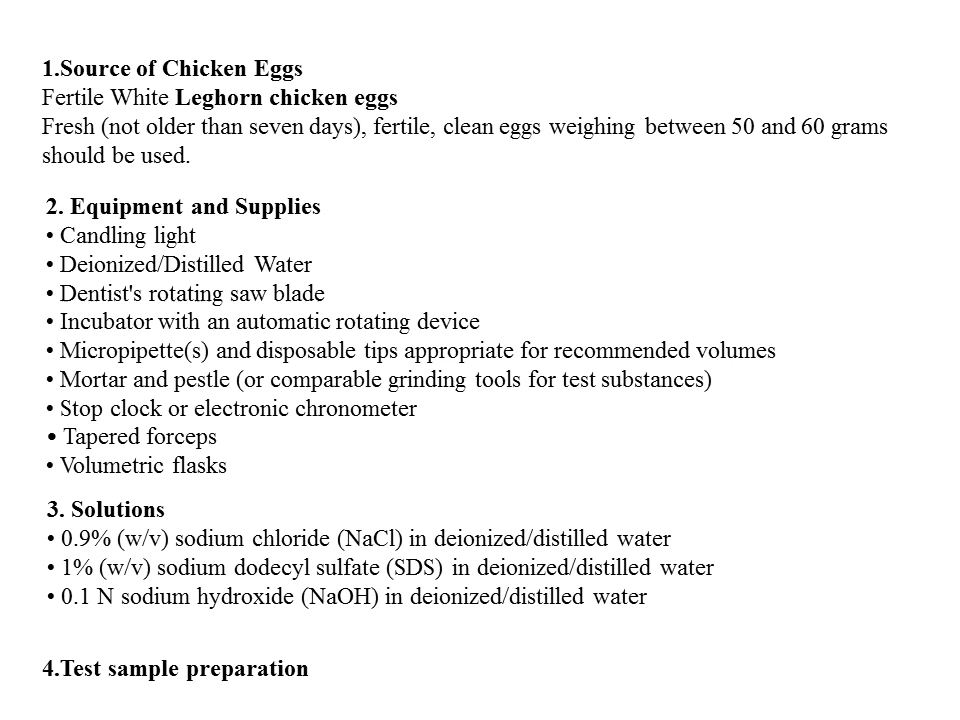 1.Source of Chicken Eggs
Fertile White Leghorn chicken eggs
Fresh (not older than seven days), fertile, clean eggs weighing between 50 and 60 grams
should be used.
2. Equipment and Supplies
• Candling light
• Deionized/Distilled Water
• Dentist's rotating saw blade
• Incubator with an automatic rotating device
• Micropipette(s) and disposable tips appropriate for recommended volumes
• Mortar and pestle (or comparable grinding tools for test substances)
• Stop clock or electronic chronometer
• Tapered forceps
• Volumetric flasks
3. Solutions
• 0.9% (w/v) sodium chloride (NaCl) in deionized/distilled water
• 1% (w/v) sodium dodecyl sulfate (SDS) in deionized/distilled water
• 0.1 N sodium hydroxide (NaOH) in deionized/distilled water
4.Test sample preparation